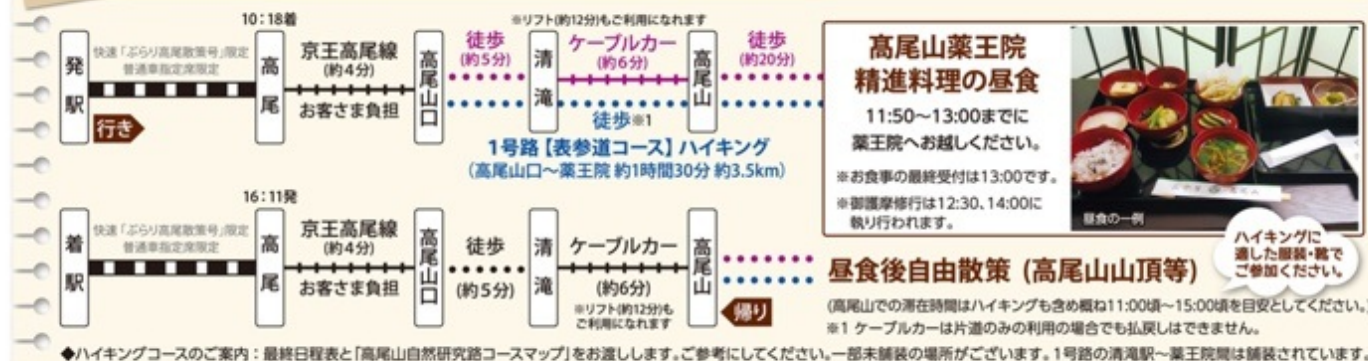 10:18着
※リフト(約12分)もご利用になれます
発駅
快速「ぶらり高尾散策号」限定
普通車指定席限定
行き
高尾
京王高尾線
(約4分)
お客さま負担
高尾山口
徒歩
(約5分)
清滝
ケーブルカー
(約6分)
徒歩※1
高尾山
徒歩
(約20分)
1号路【表参道コース】ハイキング
(高尾山口〜薬王院 約1時間30分 約3.5km)
髙尾山薬王院
精進料理の昼食
11:50〜13:00までに
薬王院へお越しください。
※お食事の最終受付は13:00です。
※御護摩修行は12:30、14:00に
執り行われます。
昼食の一例
16:11発
着駅
快速「ぶらり高尾散策号」限定
普通車指定席限定
高尾
京王高尾線
(約4分)
お客さま負担
高尾山口
徒歩
(約5分)
清滝
ケーブルカー
(約6分)
※リフト(約12分)も
ご利用になれます
高尾山
帰り
昼食後自由散策 (高尾山山頂等)
ハイキングに
適した服装・靴で
ご参加ください。
(高尾山での滞在時間はハイキングも含め概ね11:00頃〜15:00頃を目安としてください。
※1 ケーブルカーは片道のみの利用の場合でも払戻しはできません。
◆ハイキングコースのご案内:最終日程表と「高尾山自然研究路コースマップ」をお渡しします。ご参考にしてください。一部未舗装の場所がございます。1号路の清滝駅〜薬王院間は舗装されています